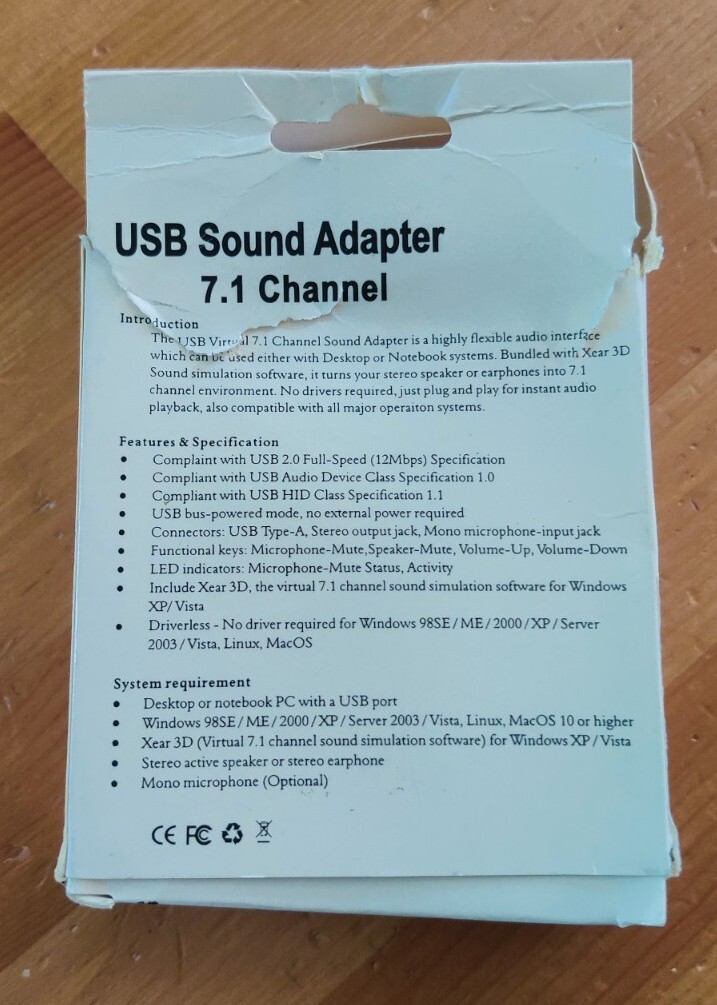 USB Sound Adapter
7.1 Channel
Introduction
The USB Virtual 7.1 Channel Sound Adapter is a highly flexible audio interface
which can be used either with Desktop or Notebook systems. Bundled with Xear 3D
Sound simulation software, it turns your stereo speaker or earphones into 7.1
channel environment. No drivers required, just plug and play for instant audio
playback, also compatible with all major operaiton systems.
Features & Specification
• Complaint with USB 2.0 Full-Speed (12Mbps) Specification
• Compliant with USB Audio Device Class Specification 1.0
• Compliant with USB HID Class Specification 1.1
• USB bus-powered mode, no external power required
• Connectors: USB Type-A, Stereo output jack, Mono microphone-input jack
• Functional keys: Microphone-Mute,Speaker-Mute, Volume-Up, Volume-Down
• LED indicators: Microphone-Mute Status, Activity
• Include Xear 3D, the virtual 7.1 channel sound simulation software for Windows
XP/ Vista
• Driverless - No driver required for Windows 98SE / ME / 2000 / XP / Server
2003 / Vista, Linux, MacOS
System requirement
• Desktop or notebook PC with a USB port
• Windows 98SE / ME / 2000 / XP / Server 2003 / Vista, Linux, MacOS 10 or higher
• Xear 3D (Virtual 7.1 channel sound simulation software) for Windows XP / Vista
• Stereo active speaker or stereo earphone
• Mono microphone (Optional)
CE FC